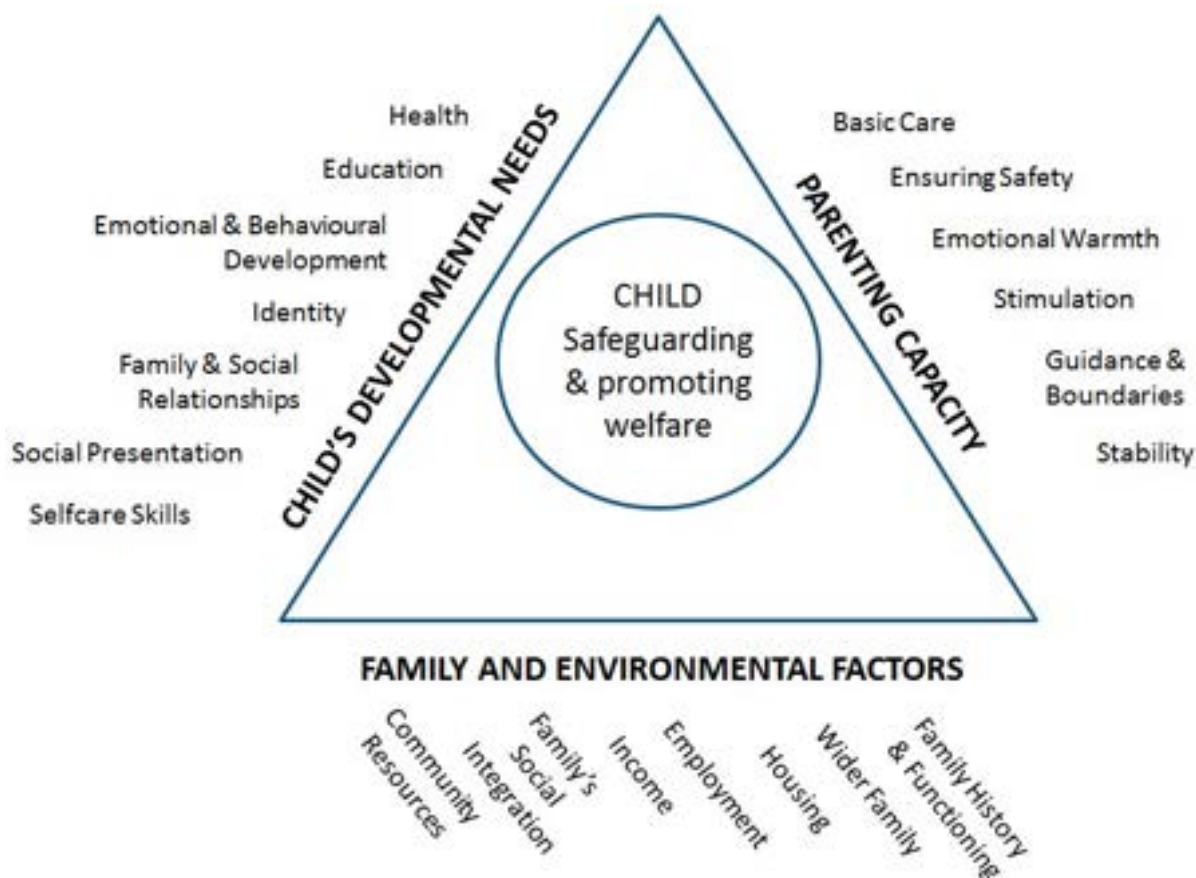 Health
Education
Emotional & Behavioural
Development
Identity
Family & Social
Relationships
Social Presentation
Selfcare Skills
CHILD'S DEVELOPMENTAL NEEDS
CHILD
Safeguarding
& promoting
welfare
PARENTING CAPACITY
Basic Care
Ensuring Safety
Emotional Warmth
Stimulation
Guidance &
Boundaries
Stability
FAMILY AND ENVIRONMENTAL FACTORS
Community
Resources
Family's
Social
Integration
Income
Employment
Housing
Wider Family
Family History
& Functioning